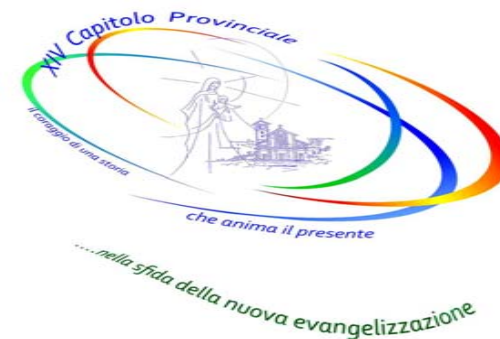 XIV Capitolo Provinciale
il coraggio di una storia
che anima il presente
....nella sfida della nuova evangelizzazione